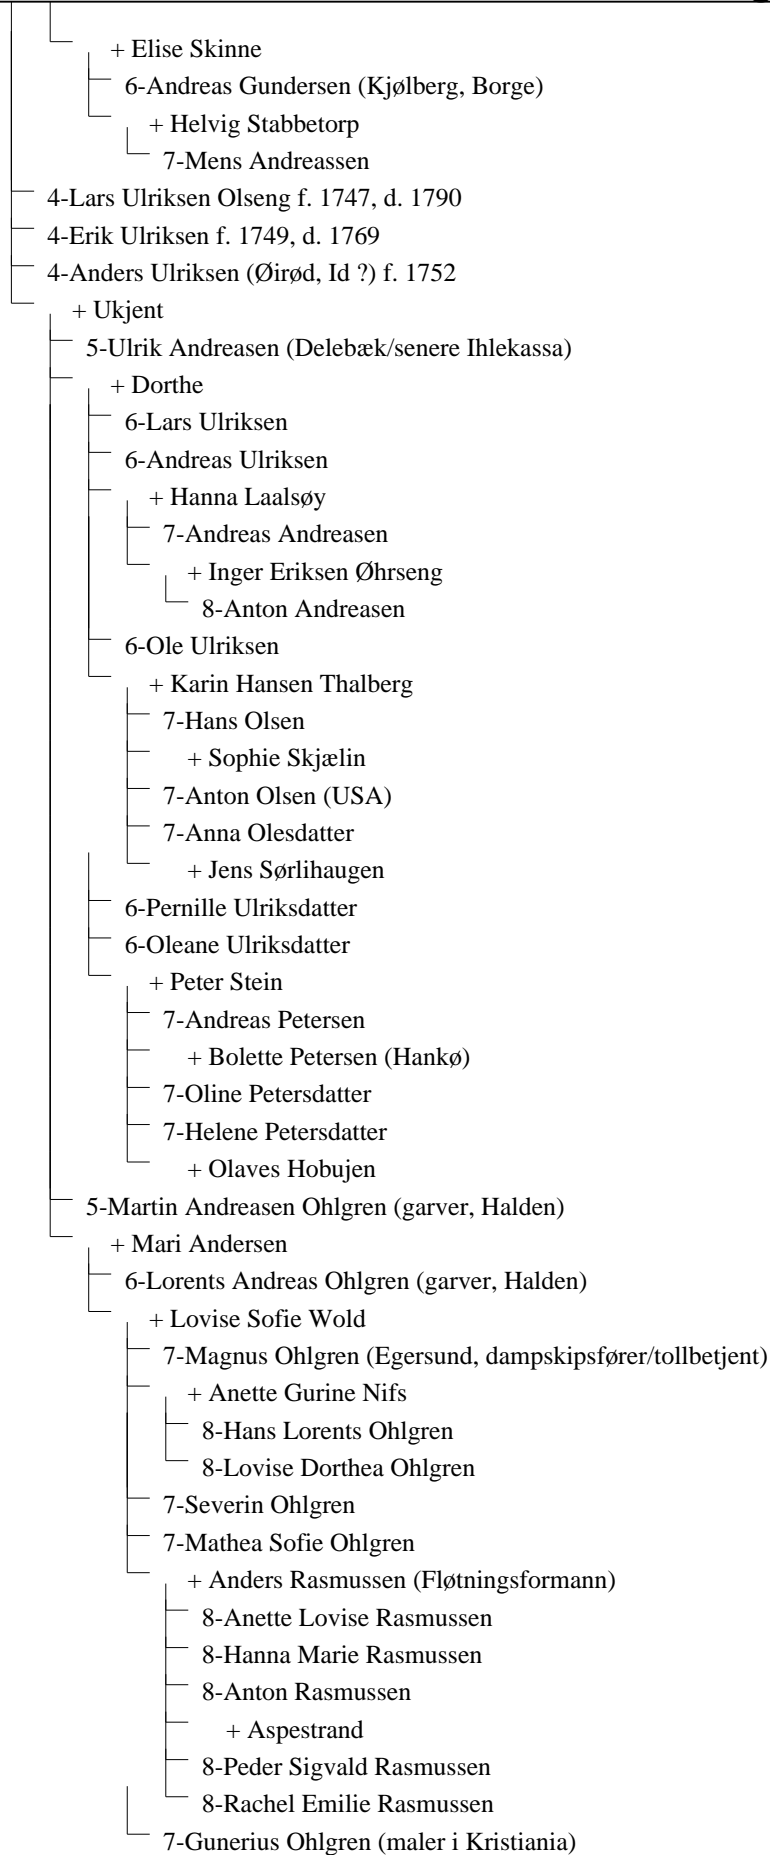 + Elise Skinne
6-Andreas Gundersen (Kjølberg, Borge)
+ Helvig Stabbetorp
7-Mens Andreassen
4-Lars Ulriksen Olseng f. 1747, d. 1790
4-Erik Ulriksen f. 1749, d. 1769
4-Anders Ulriksen (Øirød, Id ?) f. 1752
+ Ukjent
5-Ulrik Andreasen (Delebæk/senere Ihlekassa)
+ Dorthe
6-Lars Ulriksen
6-Andreas Ulriksen
+ Hanna Laalsøy
7-Andreas Andreasen
+ Inger Eriksen Øhrseng
8-Anton Andreasen
6-Ole Ulriksen
+ Karin Hansen Thalberg
7-Hans Olsen
+ Sophie Skjælin
7-Anton Olsen (USA)
7-Anna Olesdatter
+ Jens Sørlihaugen
6-Pernille Ulriksdatter
6-Oleane Ulriksdatter
+ Peter Stein
7-Andreas Petersen
+ Bolette Petersen (Hankø)
7-Oline Petersdatter
7-Helene Petersdatter
+ Olaves Hobujen
5-Martin Andreasen Ohlgren (garver, Halden)
+ Mari Andersen
6-Lorents Andreas Ohlgren (garver, Halden)
+ Lovise Sofie Wold
7-Magnus Ohlgren (Egersund, dampskipsfører/tollbetjent)
+ Anette Gurine Nifs
8-Hans Lorents Ohlgren
8-Lovise Dorthea Ohlgren
7-Severin Ohlgren
7-Mathea Sofie Ohlgren
+ Anders Rasmussen (Fløtningsformann)
8-Anette Lovise Rasmussen
8-Hanna Marie Rasmussen
8-Anton Rasmussen
+ Aspestrand
8-Peder Sigvald Rasmussen
8-Rachel Emilie Rasmussen
7-Gunerius Ohlgren (maler i Kristiania)